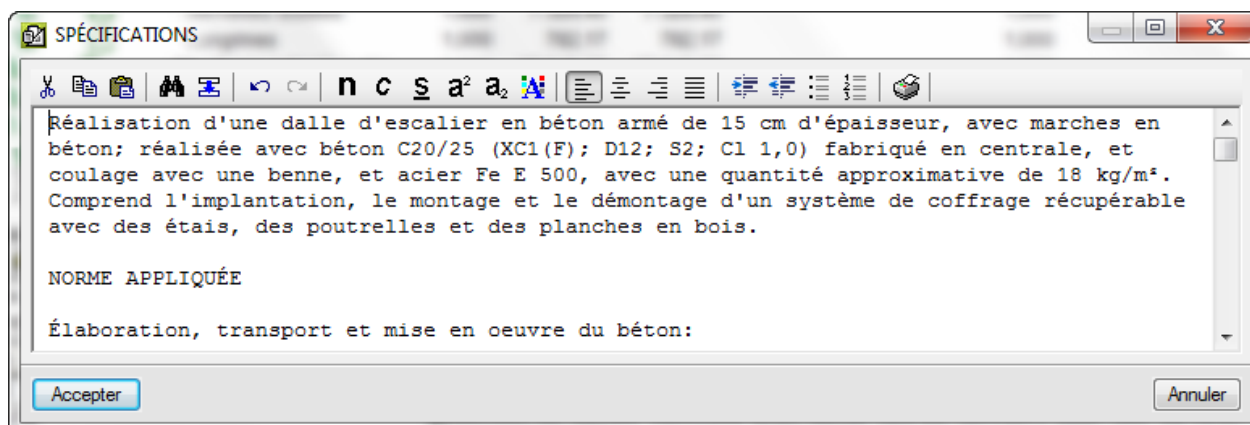 SPÉCIFICATIONS
n c s a² a₂ A
Réalisation d'une dalle d'escalier en béton armé de 15 cm d'épaisseur, avec marches en
béton; réalisée avec béton C20/25 (XC1(F); D12; S2; Cl 1,0) fabriqué en centrale, et
coulage avec une benne, et acier Fe E 500, avec une quantité approximative de 18 kg/m².
Comprend l'implantation, le montage et le démontage d'un système de coffrage récupérable
avec des étais, des poutrelles et des planches en bois.
NORME APPLIQUÉE
Élaboration, transport et mise en oeuvre du béton:
Accepter
Annuler